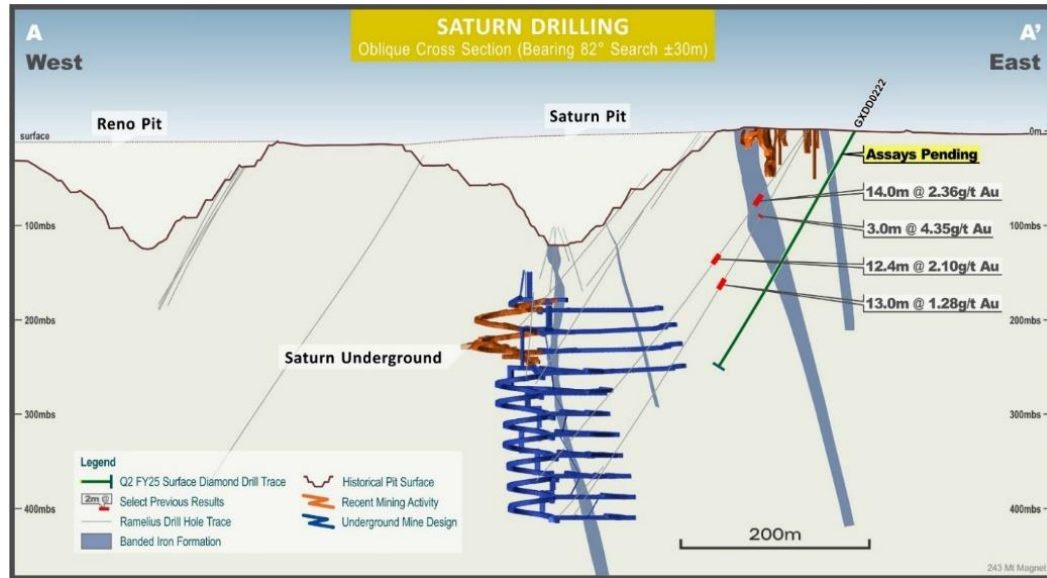 SATURN DRILLING
Oblique Cross Section (Bearing 82° Search ±30m)
A
West
A'
East
GXDD0222
Reno Pit
Saturn Pit
surface
0m
Assays Pending
14.0m @ 2.36g/t Au
3.0m @ 4.35g/t Au
12.4m @ 2.10g/t Au
13.0m @ 1.28g/t Au
100mbs
100mbs
200mbs
200mbs
Saturn Underground
300mbs
300mbs
400mbs
400mbs
Legend
Q2 FY25 Surface Diamond Drill Trace
2m @
Select Previous Results
Ramelius Drill Hole Trace
Banded Iron Formation
Historical Pit Surface
Recent Mining Activity
Underground Mine Design
200m
243 Mt Magnet